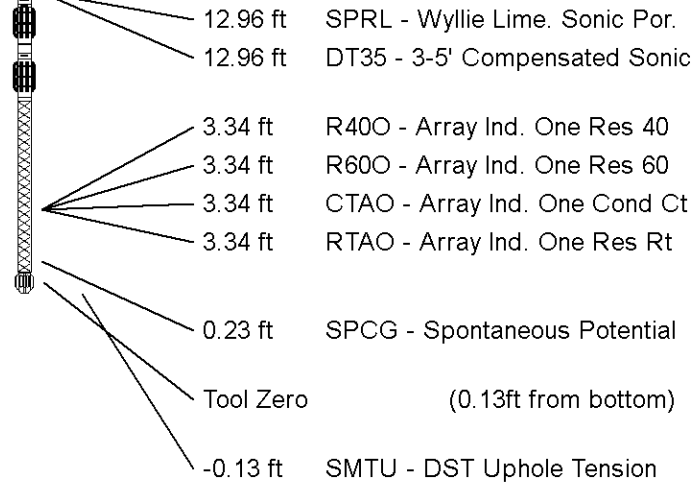 12.96 ft SPRL - Wyllie Lime. Sonic Por.
12.96 ft DT35 - 3-5' Compensated Sonic
3.34 ft R40O - Array Ind. One Res 40
3.34 ft R60O - Array Ind. One Res 60
3.34 ft CTAO - Array Ind. One Cond Ct
3.34 ft RTAO - Array Ind. One Res Rt
0.23 ft SPCG - Spontaneous Potential
Tool Zero (0.13ft from bottom)
-0.13 ft SMTU - DST Uphole Tension